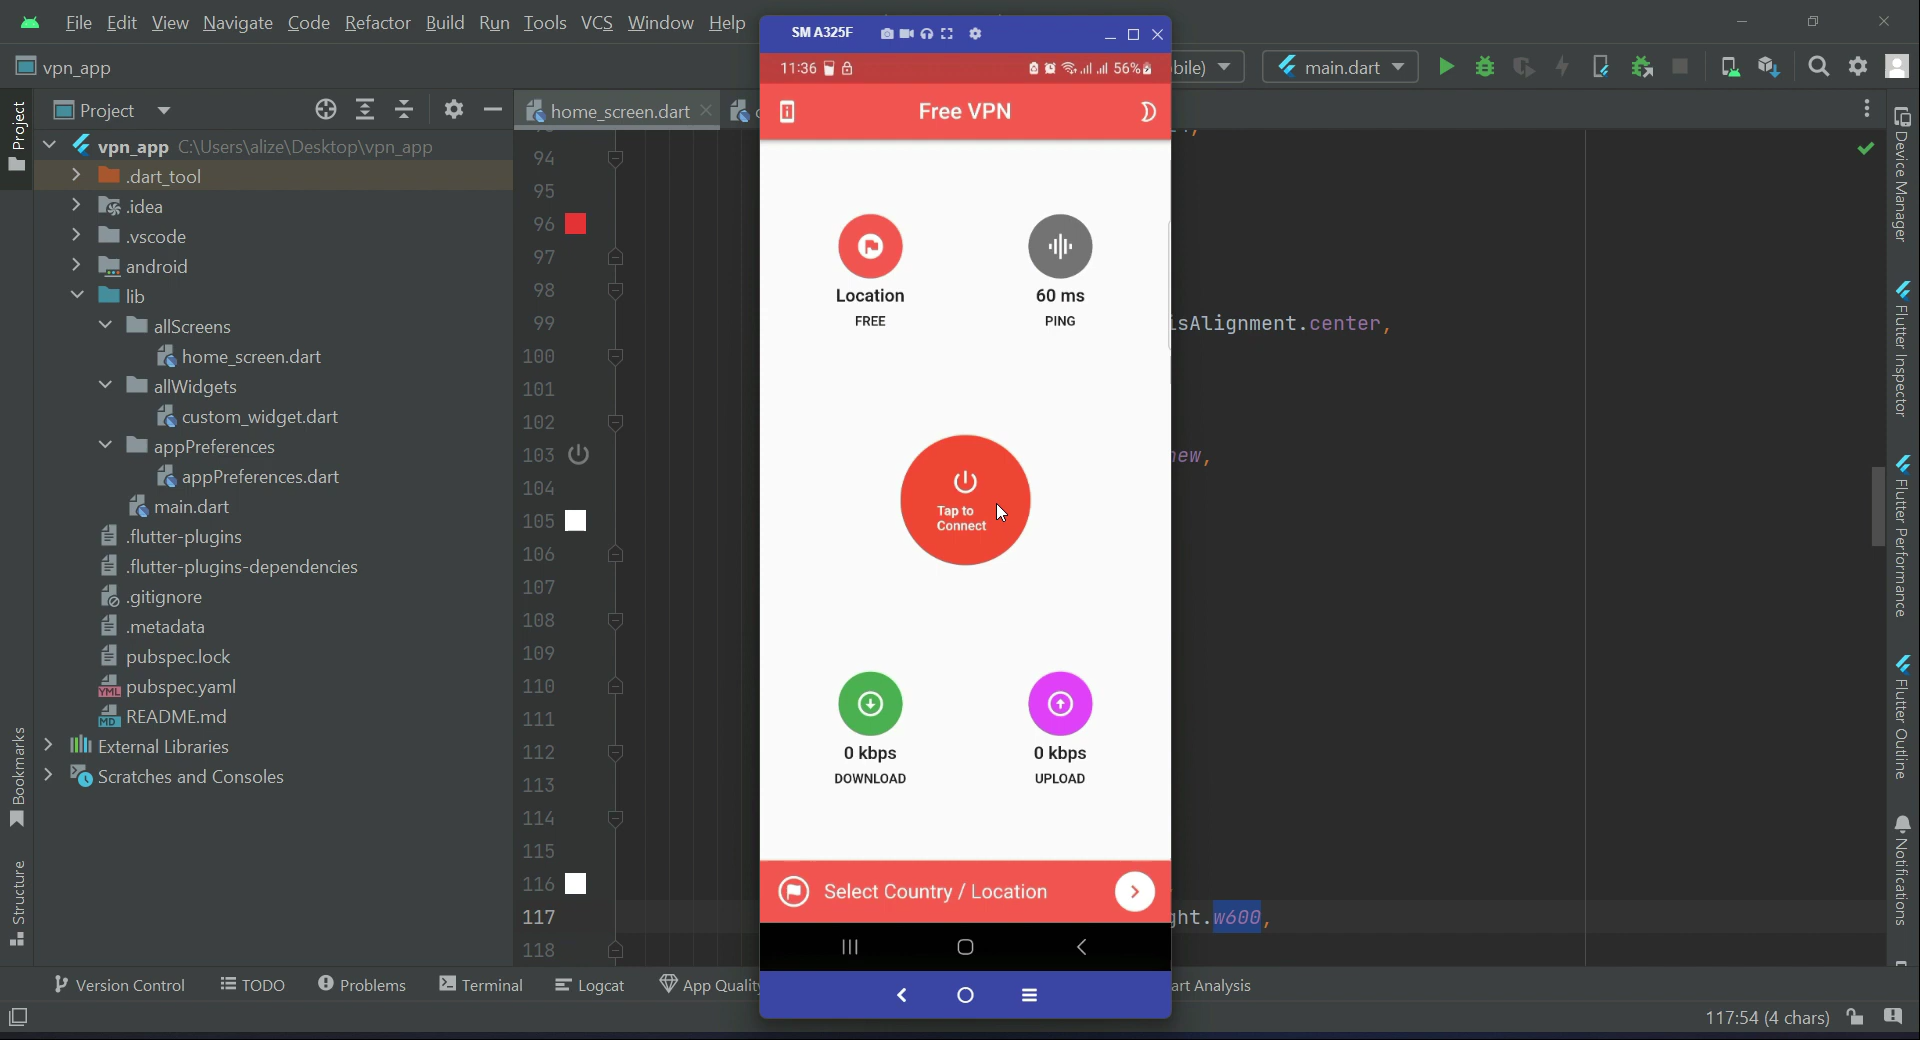 File Edit View Navigate Code Refactor Build Run Tools VCS Window Help
vpn_app
bile) main.dart
Project
home_screen.dart
vpn_app C:\Users\alize\Desktop\vpn_app
.dart_tool
.idea
.vscode
android
lib
allScreens
home_screen.dart
allWidgets
custom_widget.dart
appPreferences
appPreferences.dart
main.dart
.flutter-plugins
.flutter-plugins-dependencies
.gitignore
.metadata
pubspec.lock
pubspec.yaml
README.md
External Libraries
Scratches and Consoles
Project
Bookmarks
Structure
94
95
96
97
98
99 isAlignment.center,
100
101
102
103 new,
104
105
106
107
108
109
110
111
112
113
114
115
116
117 ght.w600,
118
SM A325F
11:36 56%
Free VPN
Location
FREE
60 ms
PING
Tap to
Connect
0 kbps
DOWNLOAD
0 kbps
UPLOAD
Select Country / Location
Device Manager
Flutter Inspector
Flutter Performance
Flutter Outline
Notifications
Version Control TODO Problems Terminal Logcat App Quality art Analysis
117:54 (4 chars)